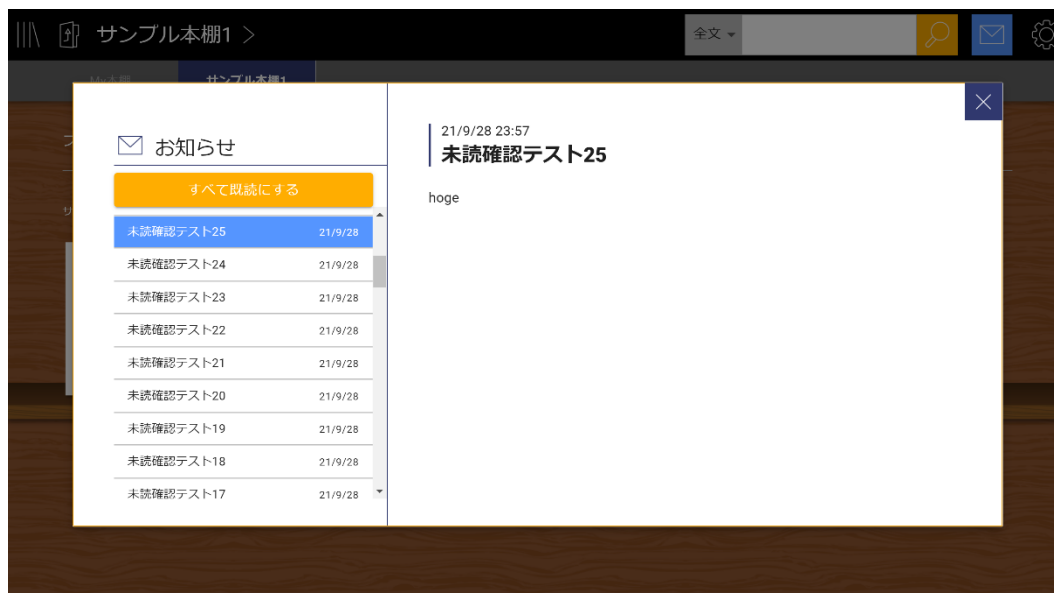 サンプル本棚1 >
全文
My本棚
サンプル本棚1
お知らせ
すべて既読にする
未読確認テスト25 21/9/28
未読確認テスト24 21/9/28
未読確認テスト23 21/9/28
未読確認テスト22 21/9/28
未読確認テスト21 21/9/28
未読確認テスト20 21/9/28
未読確認テスト19 21/9/28
未読確認テスト18 21/9/28
未読確認テスト17 21/9/28
21/9/28 23:57
未読確認テスト25
hoge